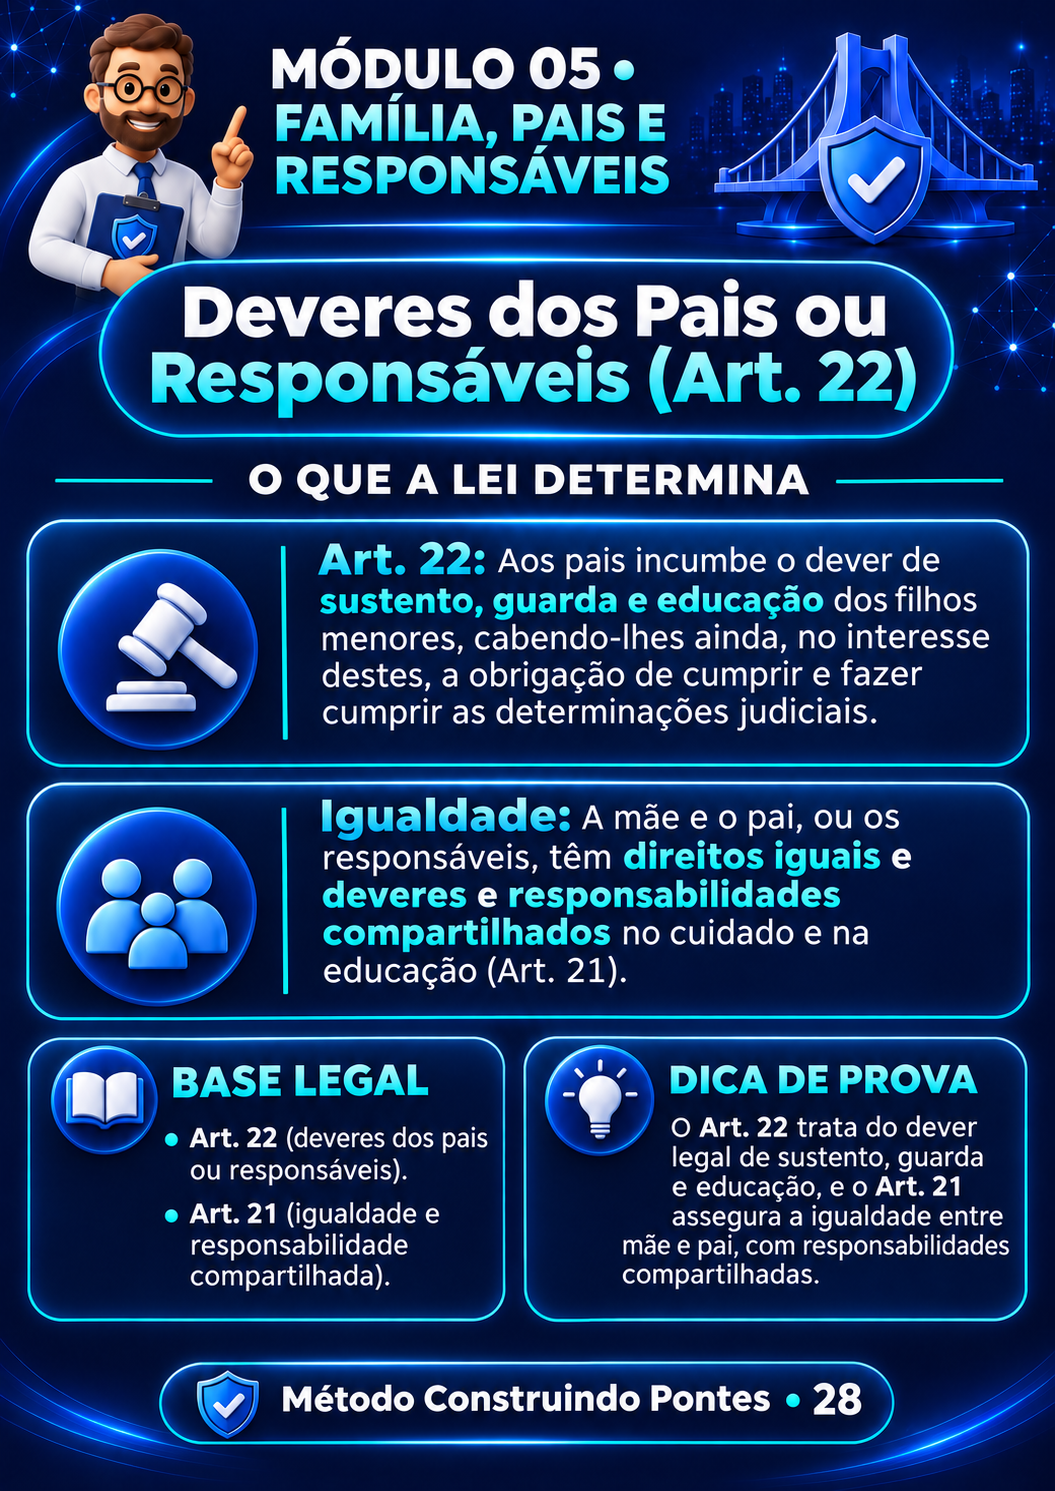 MÓDULO 05 •
FAMÍLIA, PAIS E
RESPONSÁVEIS
Deveres dos Pais ou
Responsáveis (Art. 22)
O QUE A LEI DETERMINA
Art. 22: Aos pais incumbe o dever de
sustento, guarda e educação dos filhos
menores, cabendo-lhes ainda, no interesse
destes, a obrigação de cumprir e fazer
cumprir as determinações judiciais.
Igualdade: A mãe e o pai, ou os
responsáveis, têm direitos iguais e
deveres e responsabilidades
compartilhados no cuidado e na
educação (Art. 21).
BASE LEGAL
• Art. 22 (deveres dos pais
ou responsáveis).
• Art. 21 (igualdade e
responsabilidade
compartilhada).
DICA DE PROVA
O Art. 22 trata do dever
legal de sustento, guarda
e educação, e o Art. 21
assegura a igualdade entre
mãe e pai, com responsabilidades
compartilhadas.
Método Construindo Pontes • 28